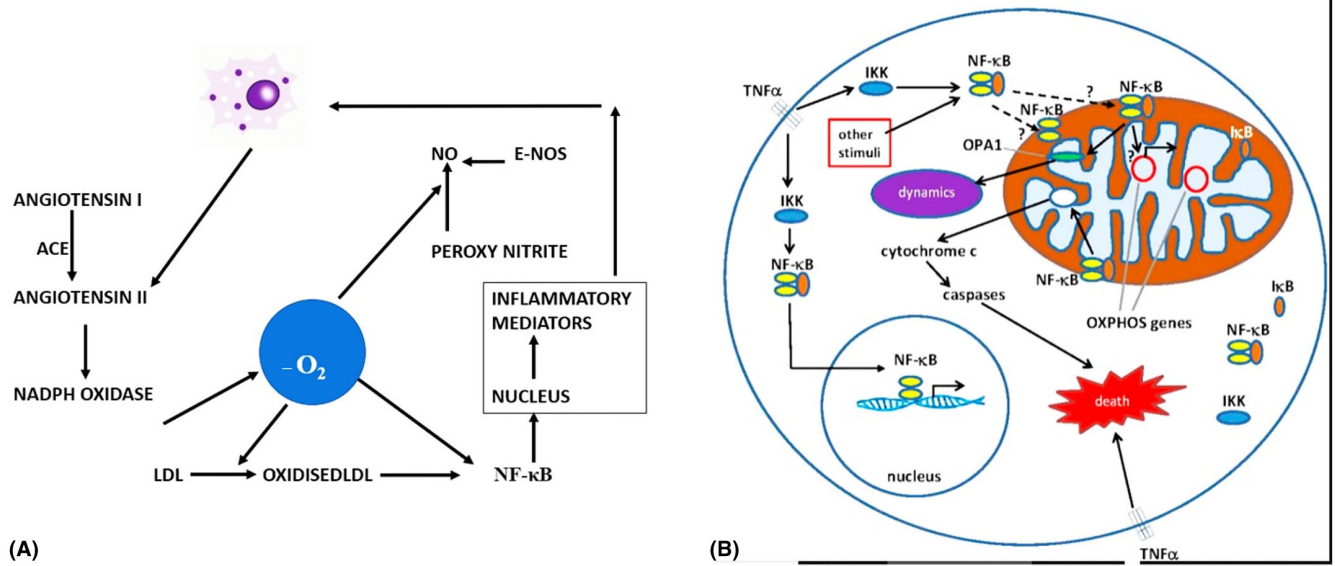 NO
E-NOS
ANGIOTENSIN I
ACE
PEROXY NITRITE
ANGIOTENSIN II
INFLAMMATORY
MEDIATORS
– O2
NADPH OXIDASE
NUCLEUS
LDL
OXIDISEDLDL
NF-κB
(A)
TNFα
IKK
NF-κB
?
NF-κB
NF-κB
?
other
stimuli
OPA1
?
IκB
dynamics
IKK
cytochrome c
NF-κB
NF-κB
caspases
OXPHOS genes
IκB
NF-κB
NF-κB
death
IKK
nucleus
TNFα
(B)